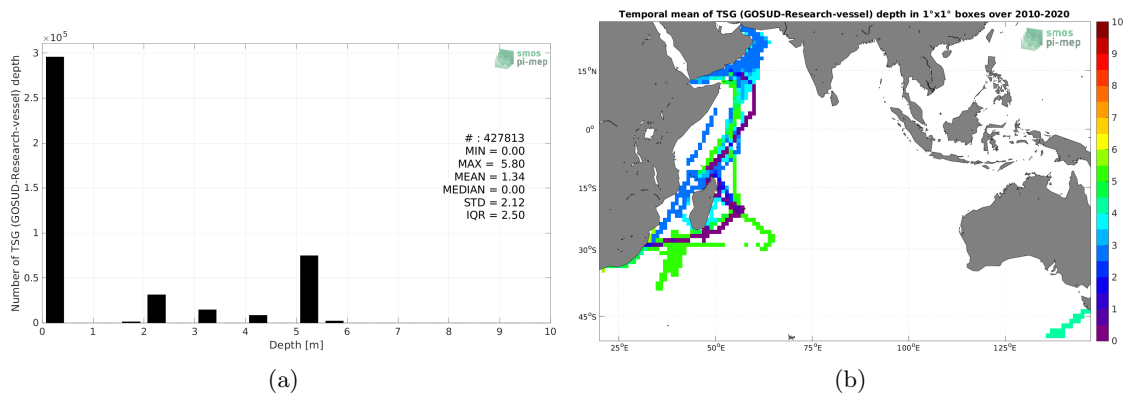 ×10⁵
3
2.5
2
1.5
1
0.5
0
Number of TSG (GOSUD-Research-vessel) depth
smos
pi-mep
# : 427813
MIN = 0.00
MAX = 5.80
MEAN = 1.34
MEDIAN = 0.00
STD = 2.12
IQR = 2.50
0 1 2 3 4 5 6 7 8 9 10
Depth [m]
(a)
Temporal mean of TSG (GOSUD-Research-vessel) depth in 1°x1° boxes over 2010-2020
smos
pi-mep
15°N
0°
15°S
30°S
45°S
25°E 50°E 75°E 100°E 125°E
10
9
8
7
6
5
4
3
2
1
0
(b)